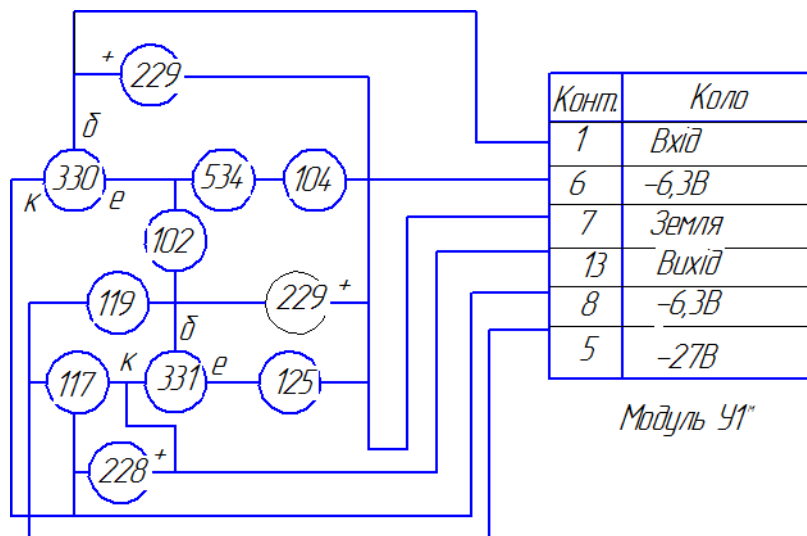 + 229
Конт. Коло
б
1 Вхід
330 534 104
к е
6 –6,3В
7 Земля
102
13 Вихід
119 229 +
8 –6,3В
б
5 –27В
117 к 331 е 125
Модуль У1"
228 +